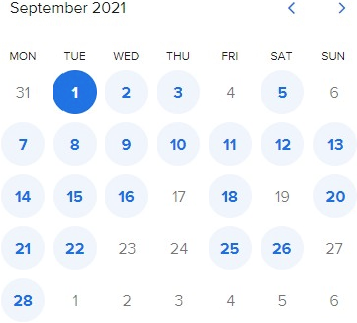 September 2021
MON TUE WED THU FRI SAT SUN
31 1 2 3 4 5 6
7 8 9 10 11 12 13
14 15 16 17 18 19 20
21 22 23 24 25 26 27
28 1 2 3 4 5 6